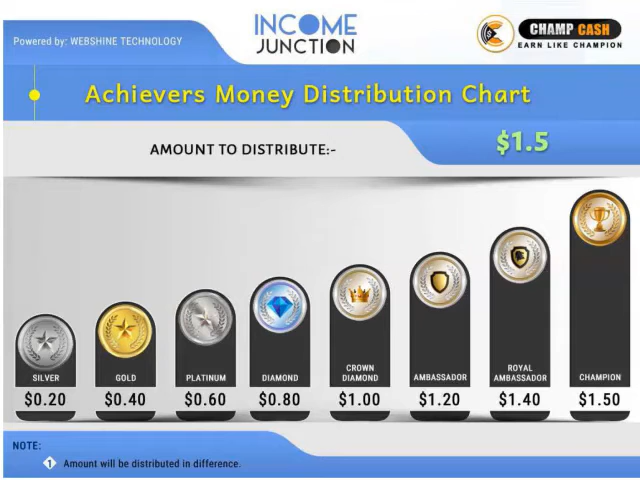 Powered by: WEBSHINE TECHNOLOGY
INCOME
JUNCTION
CHAMP CASH
EARN LIKE CHAMPION
Achievers Money Distribution Chart
AMOUNT TO DISTRIBUTE:-
$1.5
SILVER
$0.20
GOLD
$0.40
PLATINUM
$0.60
DIAMOND
$0.80
CROWN
DIAMOND
$1.00
AMBASSADOR
$1.20
ROYAL
AMBASSADOR
$1.40
CHAMPION
$1.50
NOTE:
1 Amount will be distributed in difference.